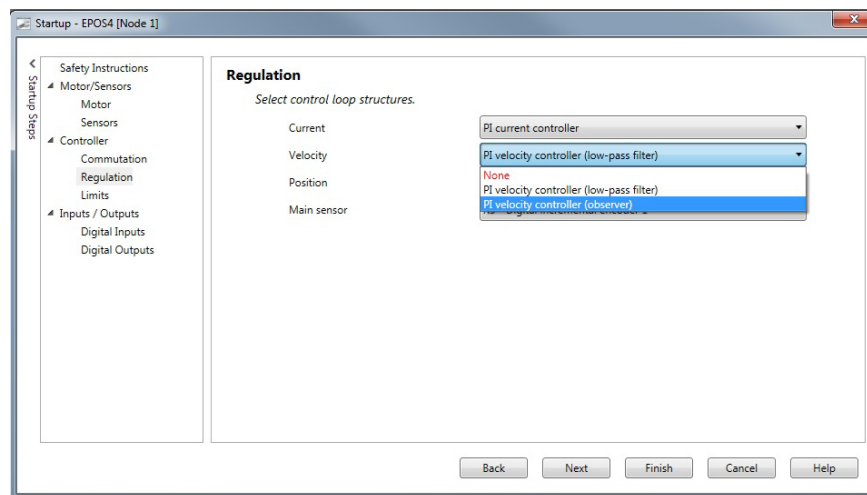 Startup - EPOS4 [Node 1]
Startup Steps
Safety Instructions
Motor/Sensors
Motor
Sensors
Controller
Commutation
Regulation
Limits
Inputs / Outputs
Digital Inputs
Digital Outputs
Regulation
Select control loop structures.
Current PI current controller
Velocity PI velocity controller (low-pass filter)
None
PI velocity controller (low-pass filter)
PI velocity controller (observer)
Position
Main sensor
Back Next Finish Cancel Help